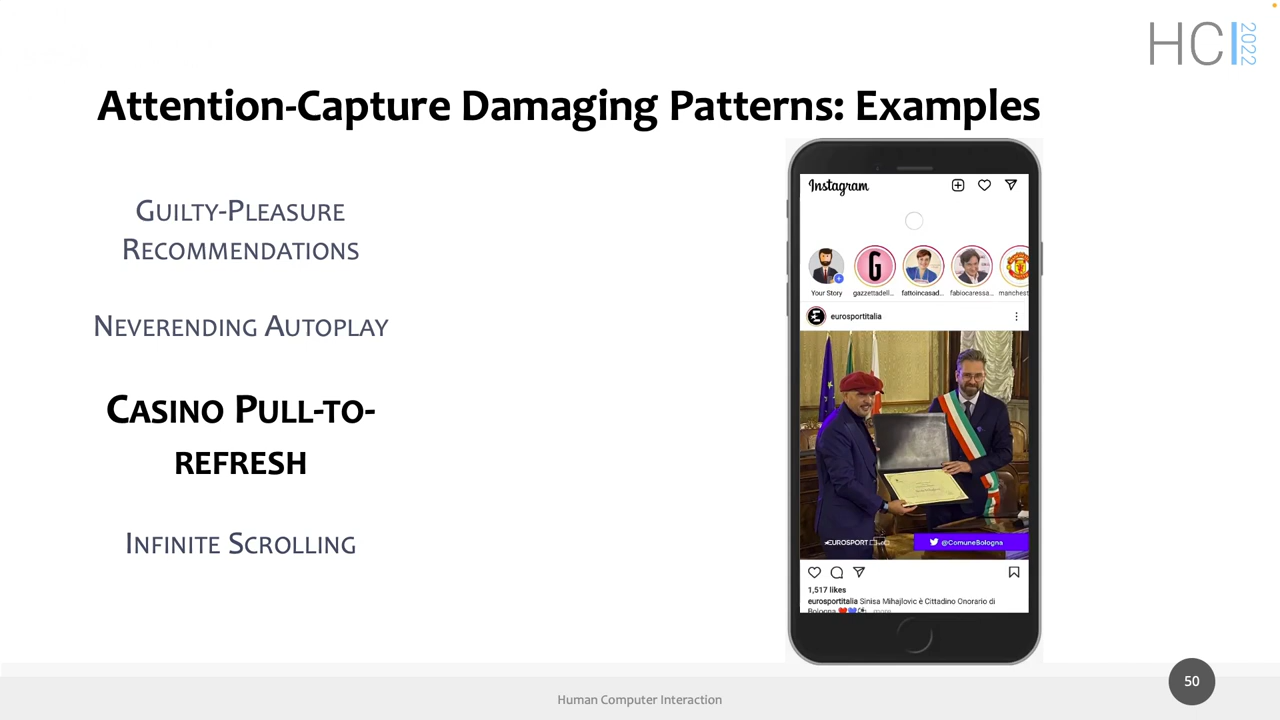 HCI 2022
Attention-Capture Damaging Patterns: Examples
GUILTY-PLEASURE
RECOMMENDATIONS
NEVERENDING AUTOPLAY
CASINO PULL-TO-
REFRESH
INFINITE SCROLLING
Instagram
Your Story gazzettadell... fattoincasad... fabiocaressa... manchest
G
eurosportitalia
EUROSPORT
@ComuneBologna
1,517 likes
eurosportitalia Sinisa Mihajlovic è Cittadino Onorario di
Bologna ❤️💙 more
Human Computer Interaction
50